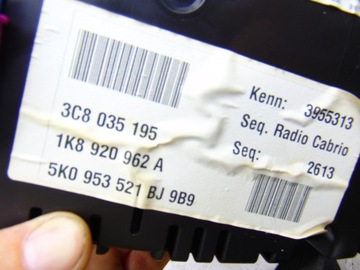 Kenn: 3955313
3C8 035 195
Seq. Radio Cabrio
1K8 920 962 A
Seq: 2613
5K0 953 521 BJ 9B9